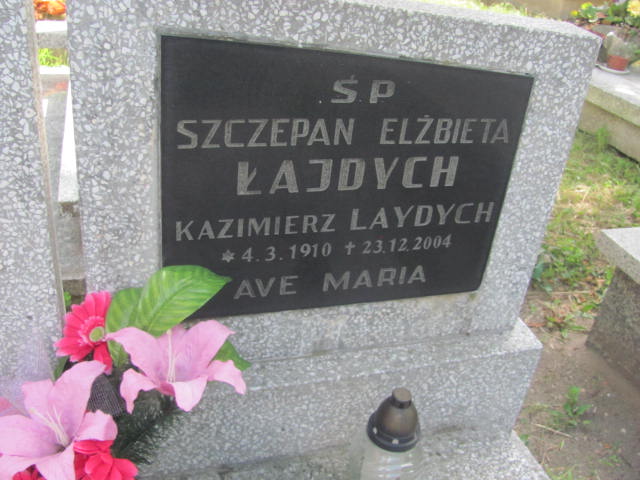 ŚP
SZCZEPAN ELŻBIETA
ŁAJDYCH
KAZIMIERZ LAYDYCH
* 4.3.1910 + 23.12.2004
AVE MARIA